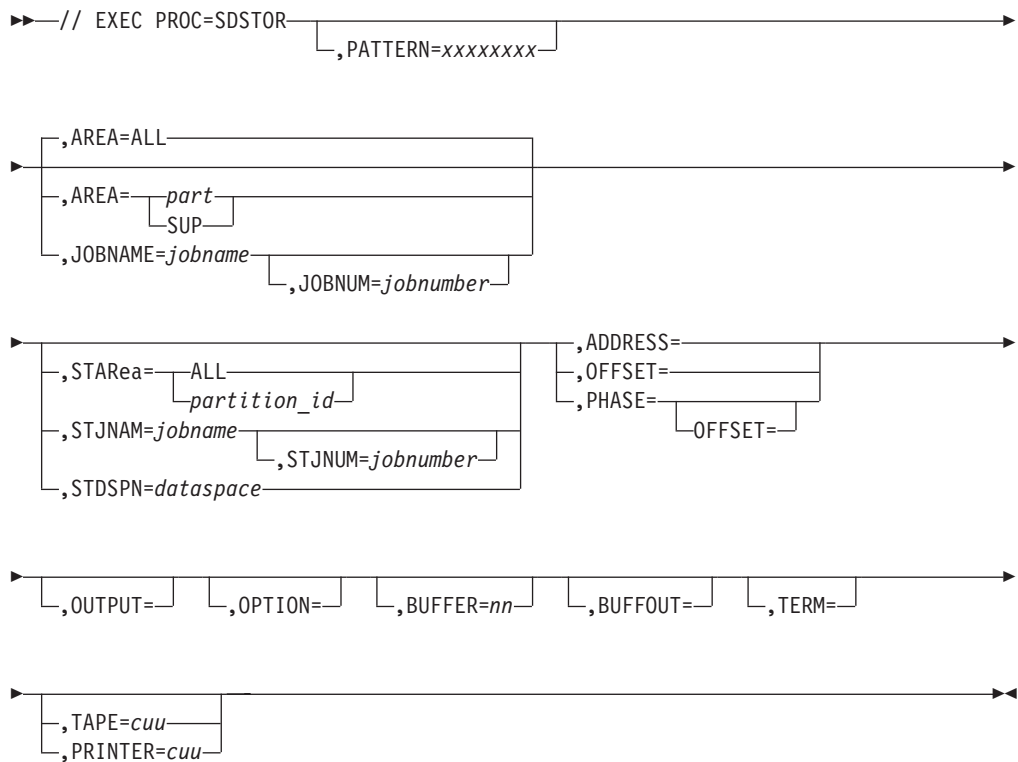 // EXEC PROC=SDSTOR
,PATTERN=xxxxxxxx
,AREA=ALL
,AREA= part
SUP
,JOBNAME=jobname
,JOBNUM=jobnumber
,ADDRESS=
,STARea= ALL ,OFFSET=
partition_id ,PHASE=
OFFSET=
,STJNAM=jobname
,STJNUM=jobnumber
,STDSPN=dataspace
,OUTPUT= ,OPTION= ,BUFFER=nn ,BUFFOUT= ,TERM=
,TAPE=cuu
,PRINTER=cuu